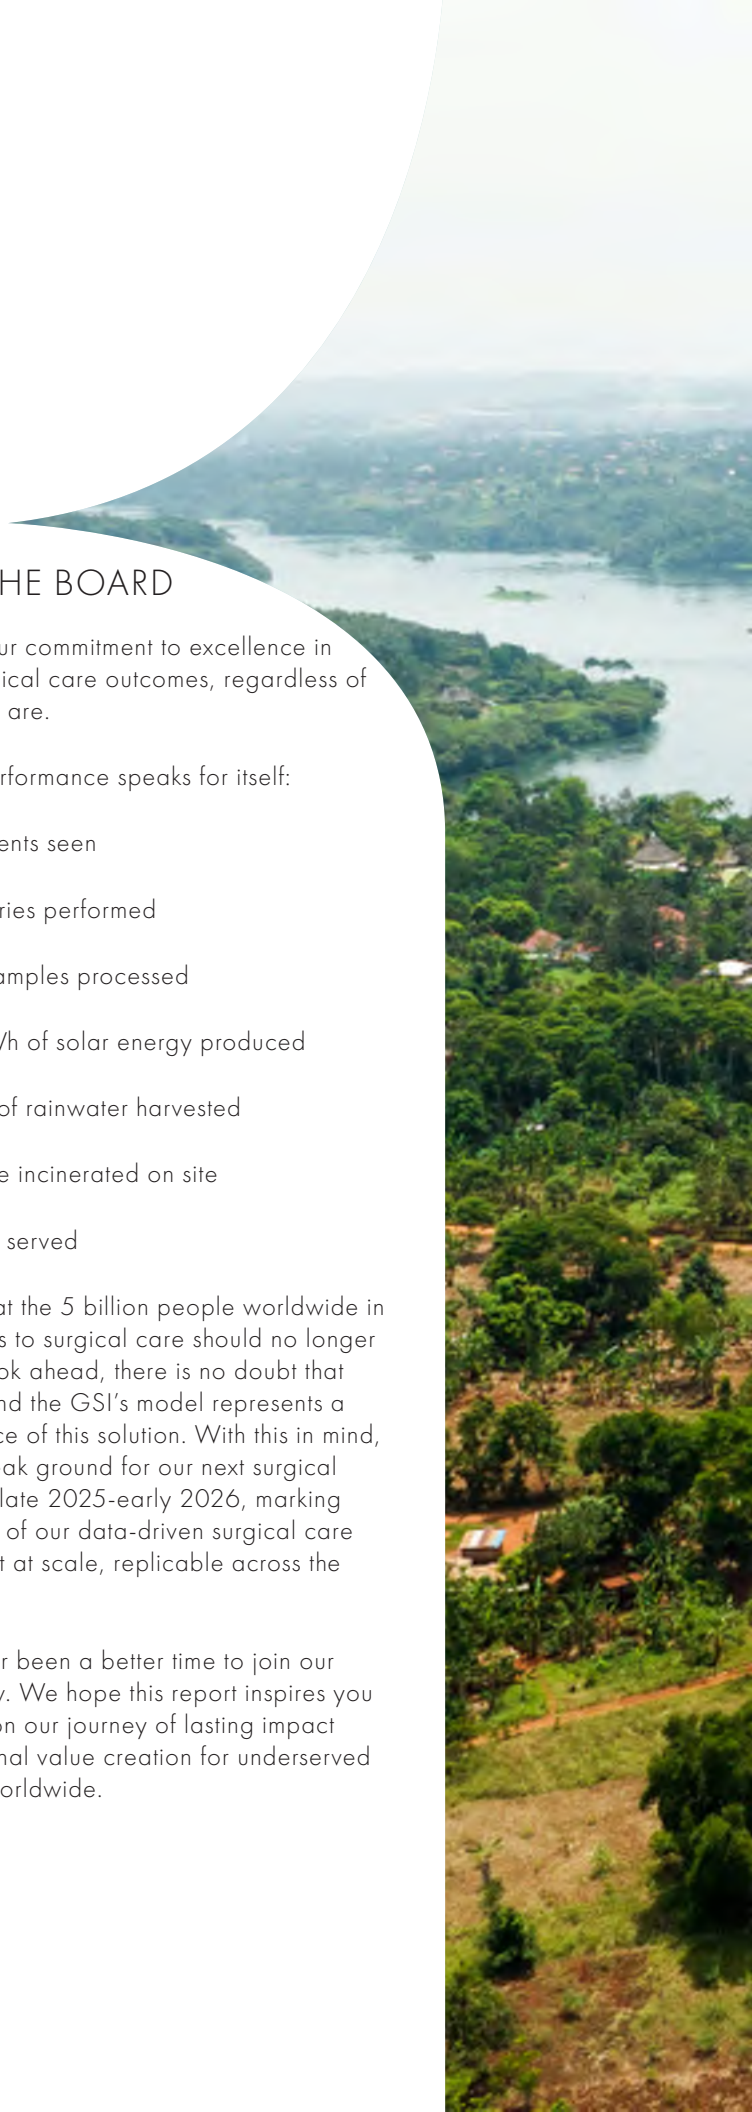 HE BOARD
ur commitment to excellence in
ical care outcomes, regardless of
are.
rformance speaks for itself:
ents seen
ries performed
amples processed
/h of solar energy produced
of rainwater harvested
e incinerated on site
served
at the 5 billion people worldwide in
s to surgical care should no longer
ok ahead, there is no doubt that
nd the GSI’s model represents a
ce of this solution. With this in mind,
ak ground for our next surgical
late 2025-early 2026, marking
of our data-driven surgical care
t at scale, replicable across the
r been a better time to join our
y. We hope this report inspires you
on our journey of lasting impact
nal value creation for underserved
orldwide.